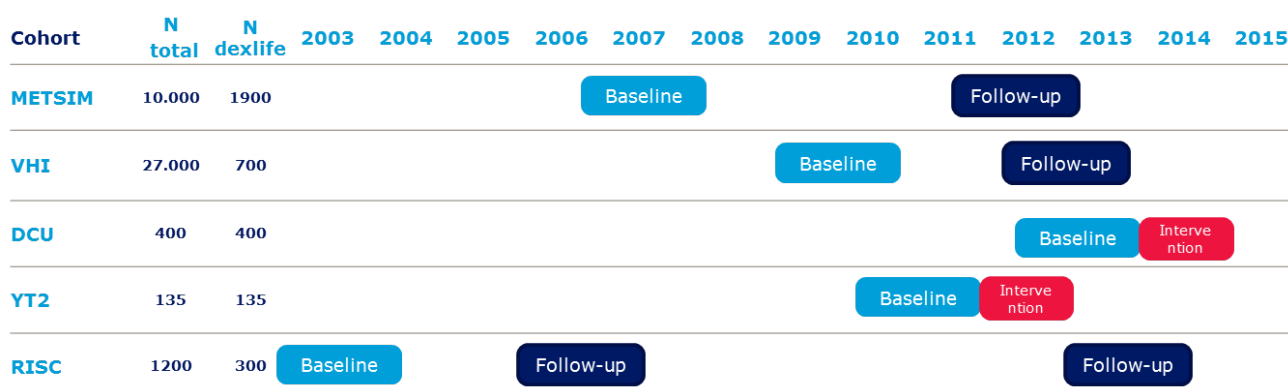 Cohort N total N dexlife 2003 2004 2005 2006 2007 2008 2009 2010 2011 2012 2013 2014 2015
METSIM 10.000 1900 Baseline Follow-up
VHI 27.000 700 Baseline Follow-up
DCU 400 400 Baseline Interve
ntion
YT2 135 135 Baseline Interve
ntion
RISC 1200 300 Baseline Follow-up Follow-up